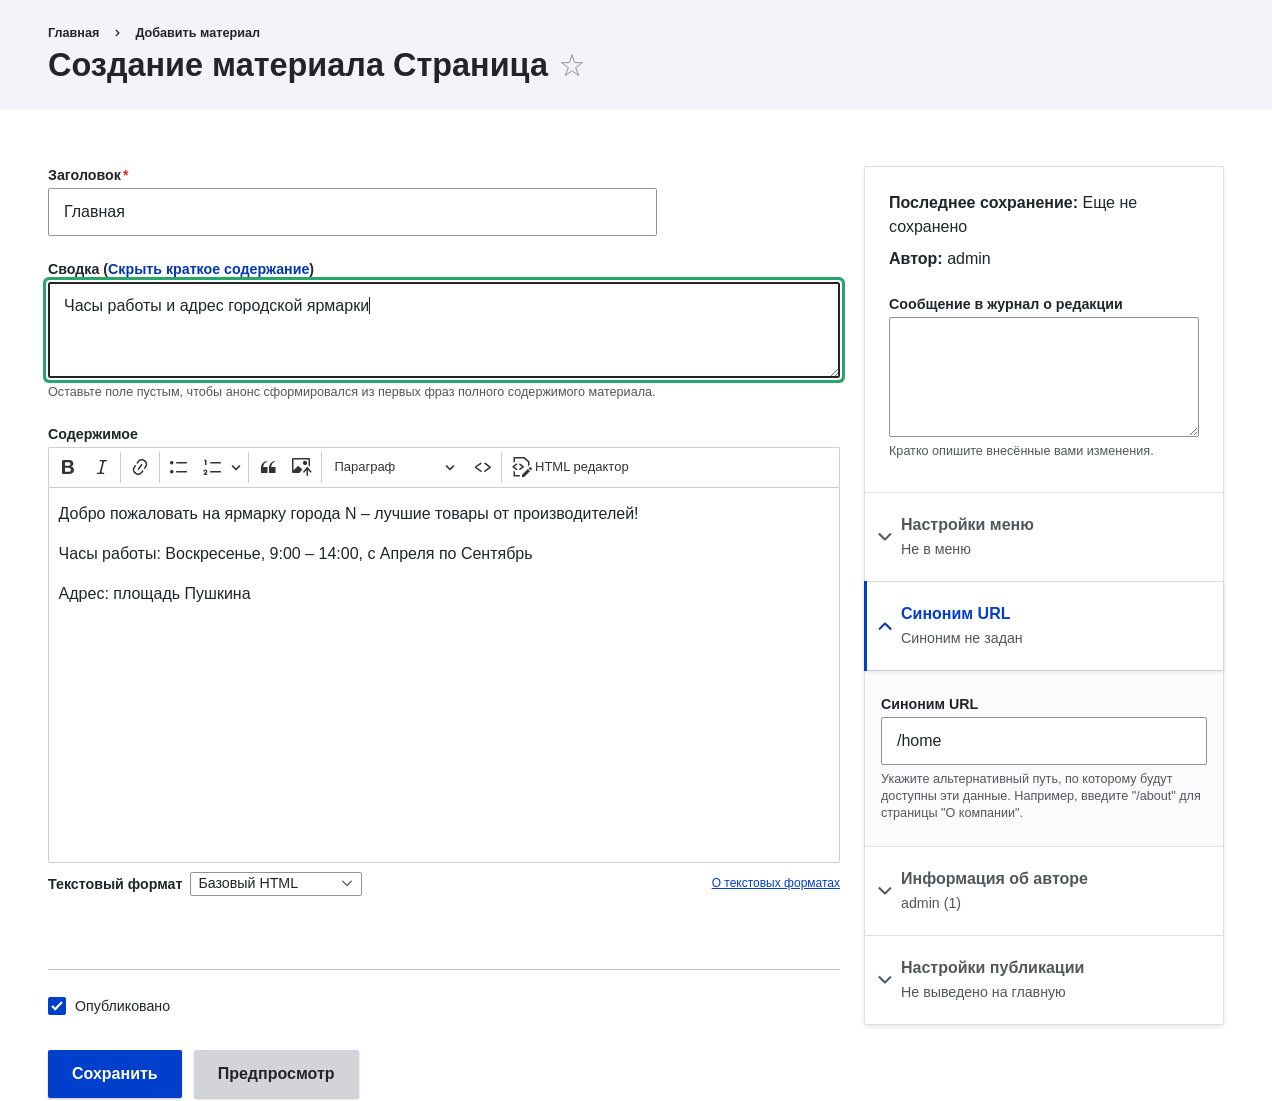 Главная › Добавить материал
Создание материала Страница
Заголовок*
Главная
Сводка (Скрыть краткое содержание)
Часы работы и адрес городской ярмарки
Оставьте поле пустым, чтобы анонс сформировался из первых фраз полного содержимого материала.
Содержимое
B I Параграф HTML редактор
Добро пожаловать на ярмарку города N – лучшие товары от производителей!
Часы работы: Воскресенье, 9:00 – 14:00, с Апреля по Сентябрь
Адрес: площадь Пушкина
Текстовый формат Базовый HTML О текстовых форматах
Опубликовано
Сохранить Предпросмотр
Последнее сохранение: Еще не
сохранено
Автор: admin
Сообщение в журнал о редакции
Кратко опишите внесённые вами изменения.
Настройки меню
Не в меню
Синоним URL
Синоним не задан
Синоним URL
/home
Укажите альтернативный путь, по которому будут
доступны эти данные. Например, введите "/about" для
страницы "О компании".
Информация об авторе
admin (1)
Настройки публикации
Не выведено на главную